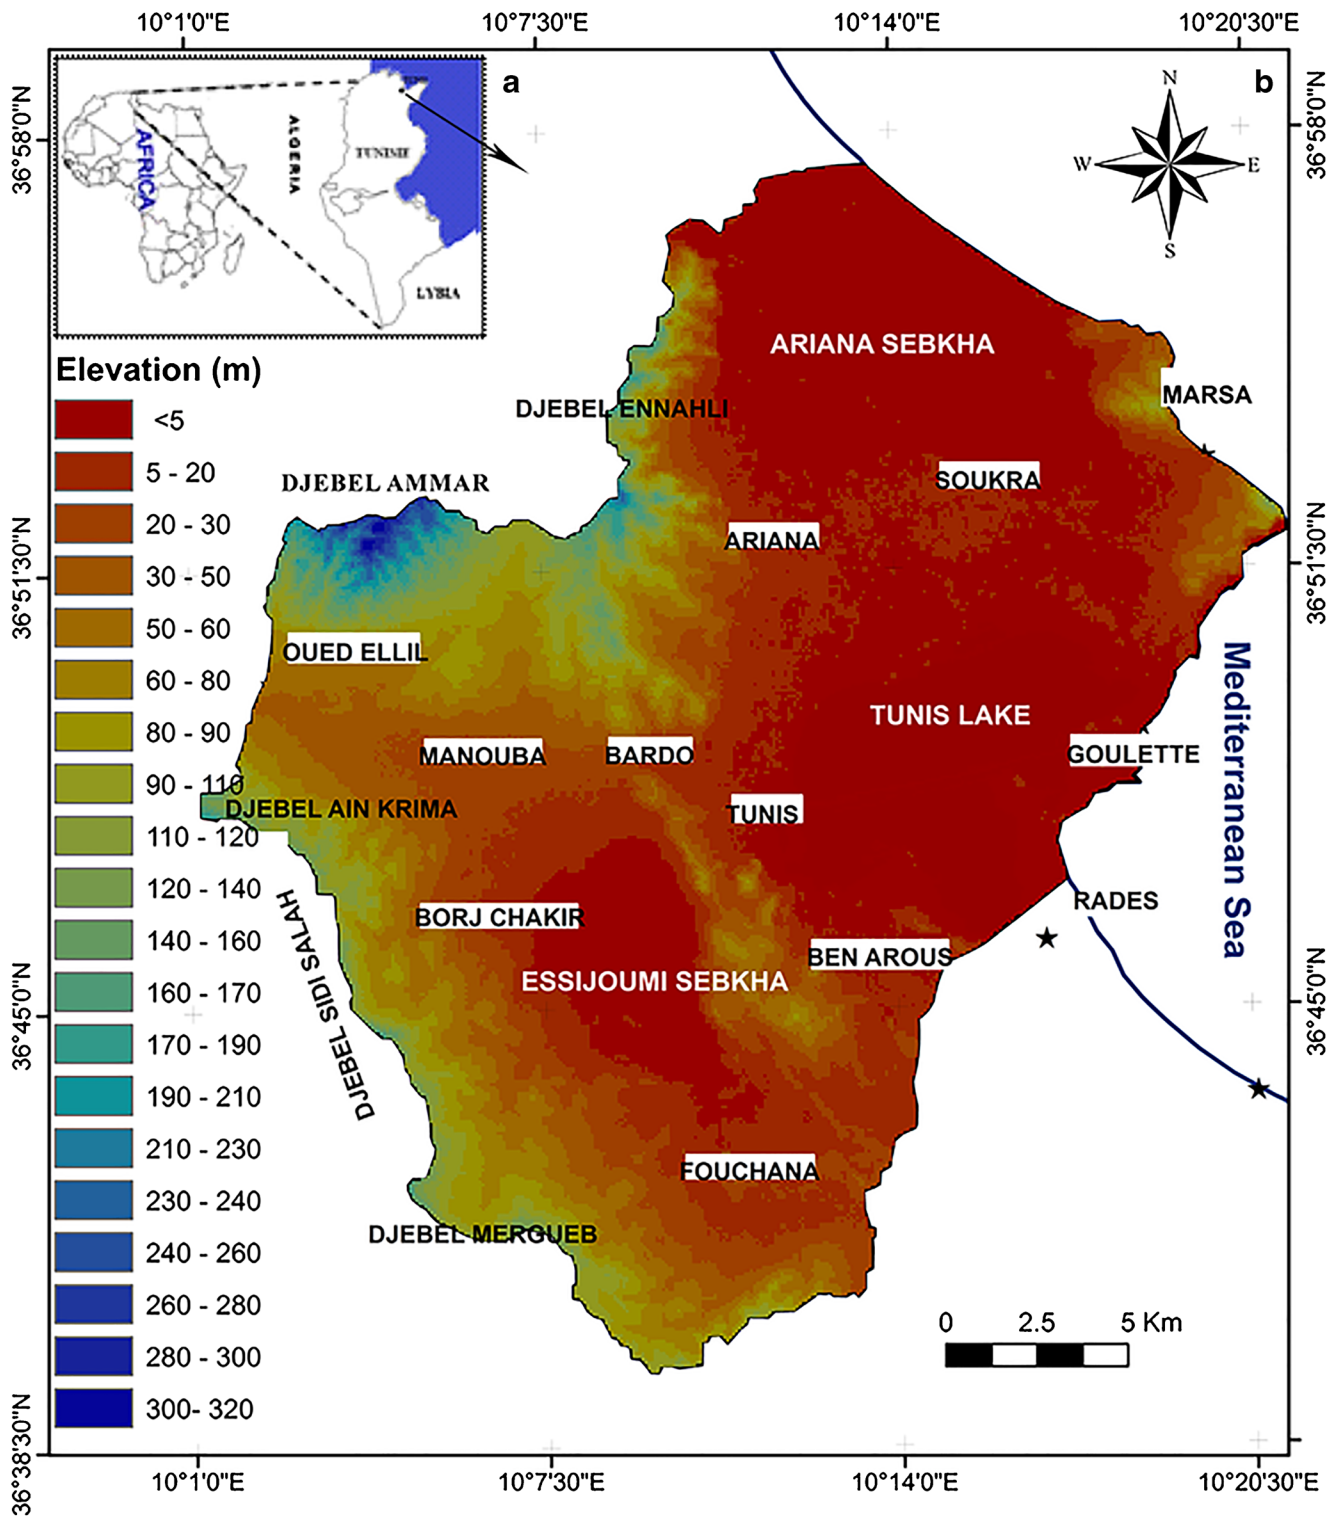 10°1'0"E
10°7'30"E
10°14'0"E
10°20'30"E
a
b
36°58'0"N
36°58'0"N
AFRICA
ALGERIA
TUNISIE
LYBIA
N
W
E
S
Elevation (m)
<5
5 - 20
20 - 30
30 - 50
50 - 60
60 - 80
80 - 90
90 - 110
110 - 120
120 - 140
140 - 160
160 - 170
170 - 190
190 - 210
210 - 230
230 - 240
240 - 260
260 - 280
280 - 300
300- 320
ARIANA SEBKHA
MARSA
DJEBEL ENNAHLI
SOUKRA
DJEBEL AMMAR
ARIANA
36°51'30"N
36°51'30"N
OUED ELLIL
TUNIS LAKE
MANOUBA
BARDO
GOULETTE
Mediterranean Sea
DJEBEL AIN KRIMA
TUNIS
RADES
BORJ CHAKIR
DJEBEL SIDI SALAH
BEN AROUS
ESSIJOUMI SEBKHA
36°45'0"N
36°45'0"N
FOUCHANA
DJEBEL MERGUEB
0 2.5 5 Km
36°38'30"N
10°1'0"E
10°7'30"E
10°14'0"E
10°20'30"E